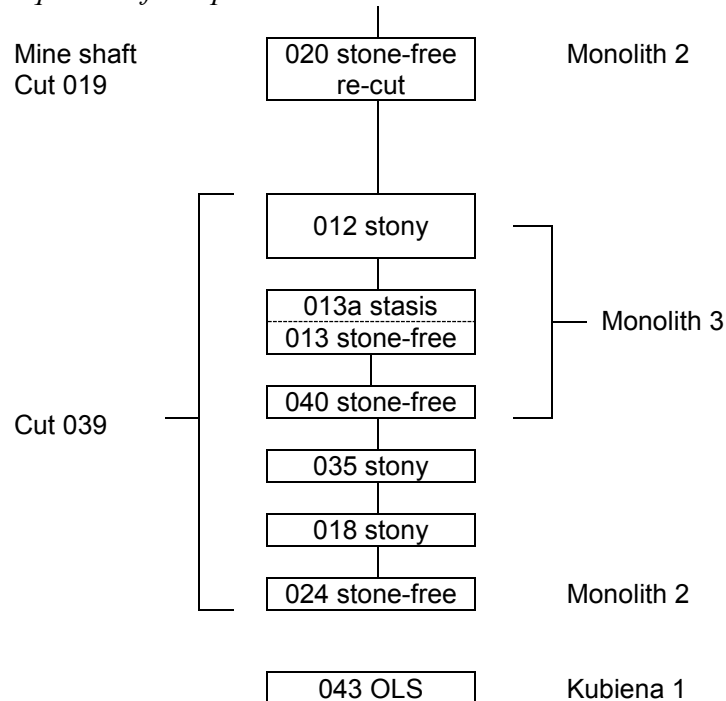 Mine shaft
Cut 019
020 stone-free
re-cut
Monolith 2
012 stony
013a stasis
013 stone-free
Monolith 3
040 stone-free
Cut 039
035 stony
018 stony
024 stone-free
Monolith 2
043 OLS
Kubiena 1